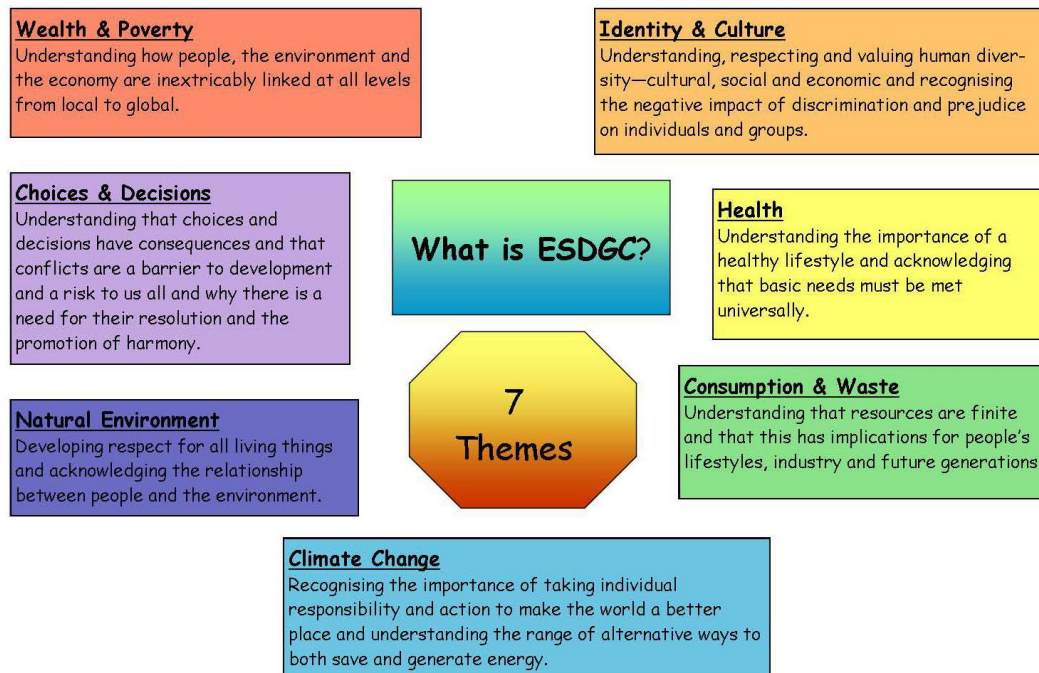 Wealth & Poverty
Understanding how people, the environment and
the economy are inextricably linked at all levels
from local to global.
Identity & Culture
Understanding, respecting and valuing human diver-
sity—cultural, social and economic and recognising
the negative impact of discrimination and prejudice
on individuals and groups.
Choices & Decisions
Understanding that choices and
decisions have consequences and that
conflicts are a barrier to development
and a risk to us all and why there is a
need for their resolution and the
promotion of harmony.
What is ESDGC?
Health
Understanding the importance of a
healthy lifestyle and acknowledging
that basic needs must be met
universally.
7
Themes
Natural Environment
Developing respect for all living things
and acknowledging the relationship
between people and the environment.
Consumption & Waste
Understanding that resources are finite
and that this has implications for people’s
lifestyles, industry and future generations
Climate Change
Recognising the importance of taking individual
responsibility and action to make the world a better
place and understanding the range of alternative ways to
both save and generate energy.